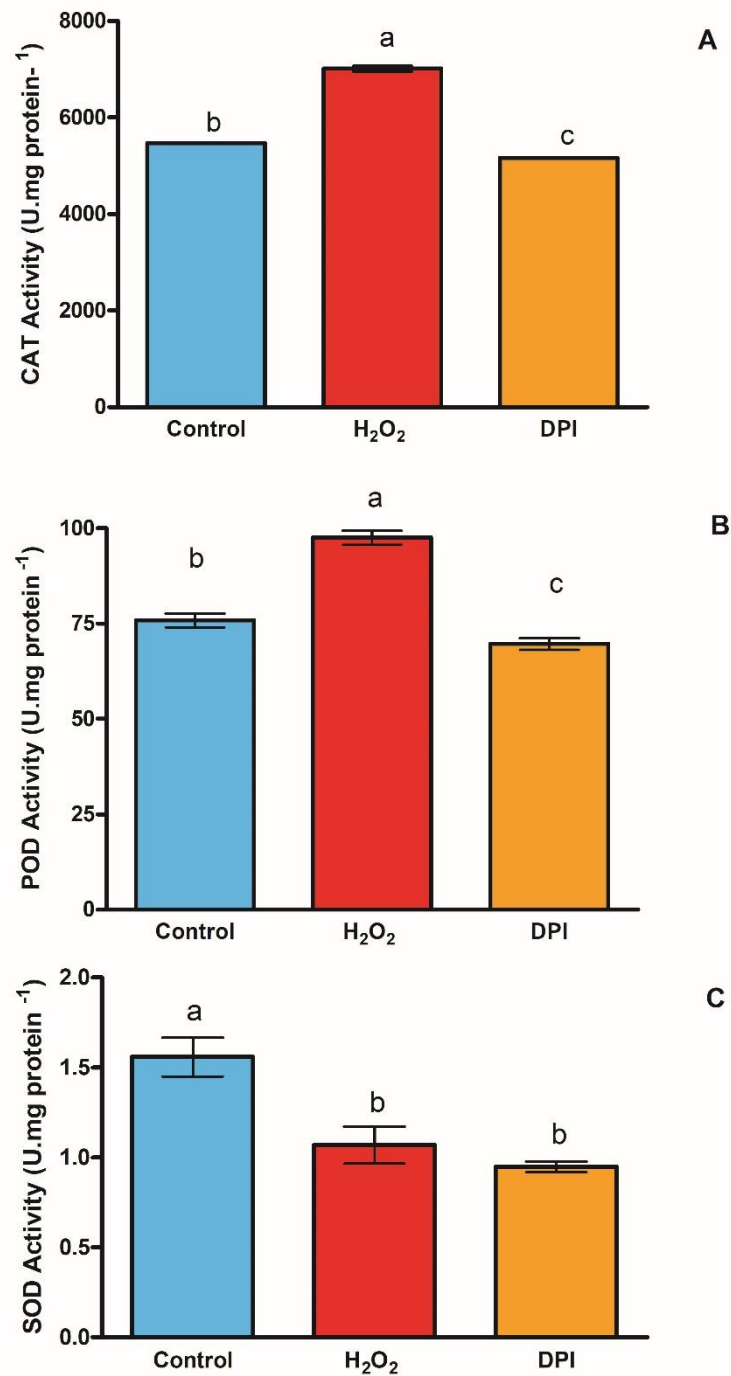 A
CAT Activity (U.mg protein- ¹)
8000
6000
4000
2000
0
b
a
c
Control
H₂O₂
DPI
B
POD Activity (U.mg protein ⁻¹)
100
75
50
25
0
b
a
c
Control
H₂O₂
DPI
C
SOD Activity (U.mg protein ⁻¹)
2.0
1.5
1.0
0.5
0.0
a
b
b
Control
H₂O₂
DPI